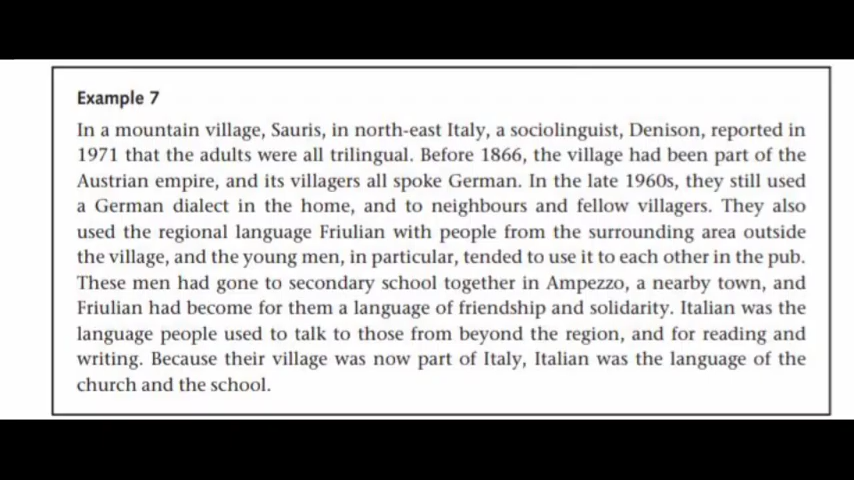 Example 7
In a mountain village, Sauris, in north-east Italy, a sociolinguist, Denison, reported in
1971 that the adults were all trilingual. Before 1866, the village had been part of the
Austrian empire, and its villagers all spoke German. In the late 1960s, they still used
a German dialect in the home, and to neighbours and fellow villagers. They also
used the regional language Friulian with people from the surrounding area outside
the village, and the young men, in particular, tended to use it to each other in the pub.
These men had gone to secondary school together in Ampezzo, a nearby town, and
Friulian had become for them a language of friendship and solidarity. Italian was the
language people used to talk to those from beyond the region, and for reading and
writing. Because their village was now part of Italy, Italian was the language of the
church and the school.